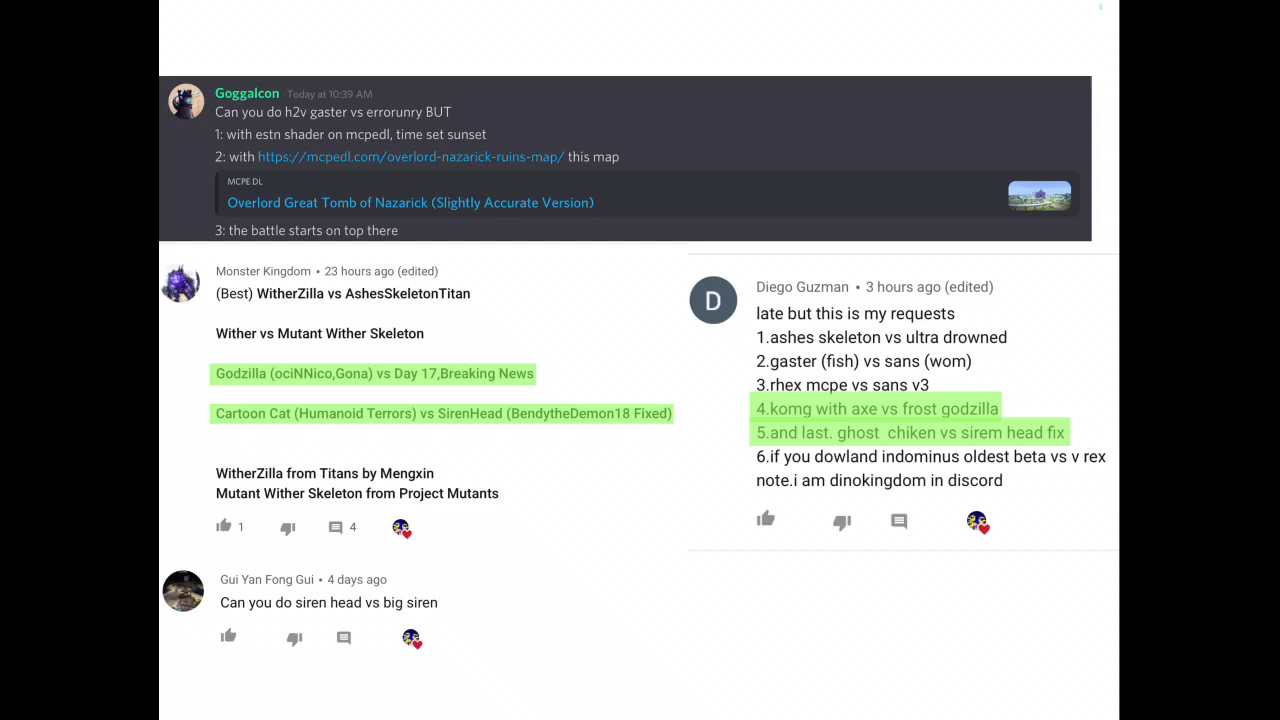 Goggalcon Today at 10:39 AM
Can you do h2v gaster vs errorunry BUT
1: with estn shader on mcpedl, time set sunset
2: with https://mcpedl.com/overlord-nazarick-ruins-map/ this map
MCPE DL
Overlord Great Tomb of Nazarick (Slightly Accurate Version)
3: the battle starts on top there
Monster Kingdom • 23 hours ago (edited)
(Best) WitherZilla vs AshesSkeletonTitan
Wither vs Mutant Wither Skeleton
Godzilla (ociNNico,Gona) vs Day 17,Breaking News
Cartoon Cat (Humanoid Terrors) vs SirenHead (BendytheDemon18 Fixed)
WitherZilla from Titans by Mengxin
Mutant Wither Skeleton from Project Mutants
1 4
Gui Yan Fong Gui • 4 days ago
Can you do siren head vs big siren
D
Diego Guzman • 3 hours ago (edited)
late but this is my requests
1.ashes skeleton vs ultra drowned
2.gaster (fish) vs sans (wom)
3.rhex mcpe vs sans v3
4.komg with axe vs frost godzilla
5.and last. ghost chiken vs sirem head fix
6.if you dowland indominus oldest beta vs v rex
note.i am dinokingdom in discord